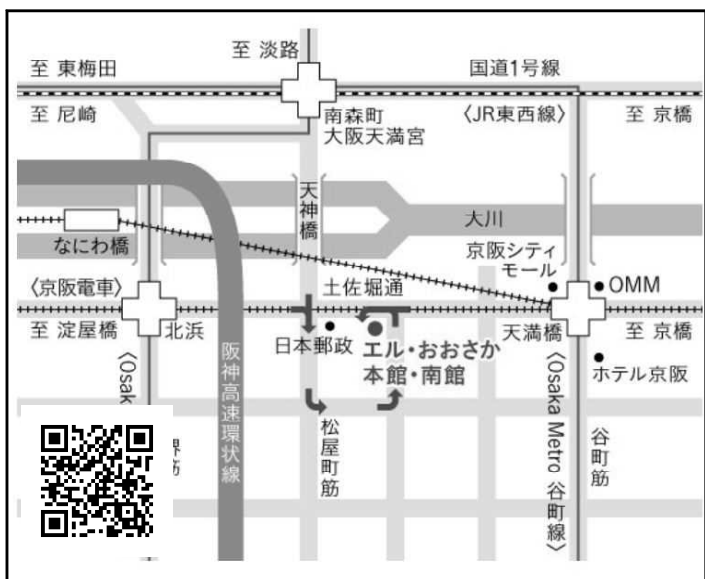 至 淡路
至 東梅田
国道1号線
至 尼崎
南森町
大阪天満宮
〈JR東西線〉
至 京橋
天神橋
大川
なにわ橋
京阪シティ
モール
OMM
〈京阪電車〉
土佐堀通
至 淀屋橋
北浜
日本郵政
エル・おおさか
本館・南館
天満橋
至 京橋
ホテル京阪
阪神高速環状線
松屋町筋
〈Osaka Metro 谷町線〉
谷町筋
〈Osak
筋